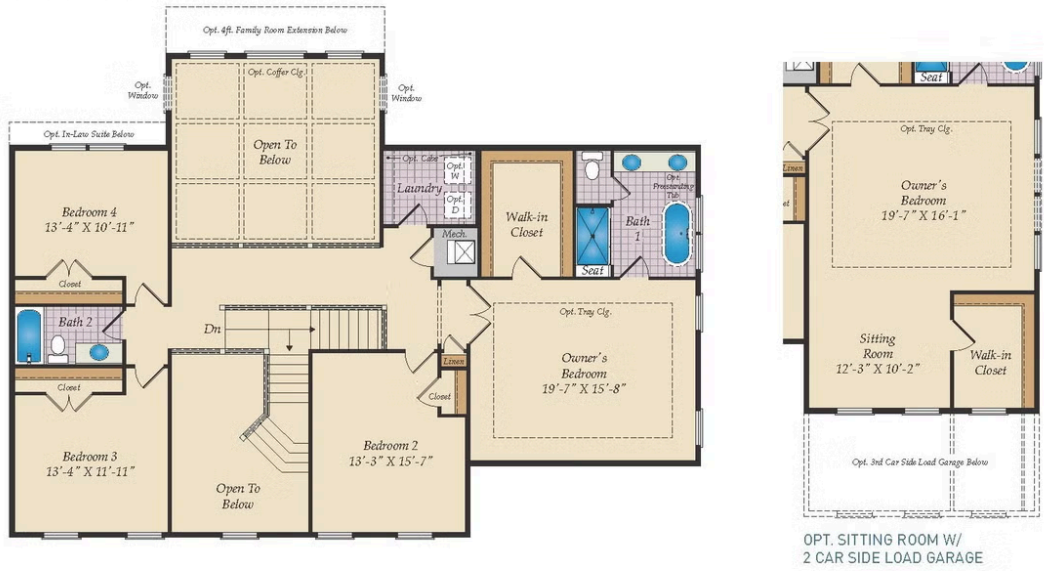 Opt. 4ft. Family Room Extension Below
Opt. Coffer Clg.
Opt.
Window
Opt.
Window
Open To
Below
Opt. In-Law Suite Below
Bedroom 4
13'-4" X 10'-11"
Closet
Bath 2
Closet
Bedroom 3
13'-4" X 11'-11"
Dn
Open To
Below
Opt. Cabs
Opt.
W
Laundry
Opt.
D
Mech.
Walk-in
Closet
Opt.
Freestanding
Tub
Bath
1
Seat
Opt. Tray Clg.
Owner's
Bedroom
19'-7" X 15'-8"
Linen
Closet
Bedroom 2
13'-3" X 15'-7"
Seat
Opt. Tray Clg.
Linen
et
Owner's
Bedroom
19'-7" X 16'-1"
Sitting
Room
12'-3" X 10'-2"
Walk-in
Closet
Opt. 3rd Car Side Load Garage Below
OPT. SITTING ROOM W/
2 CAR SIDE LOAD GARAGE